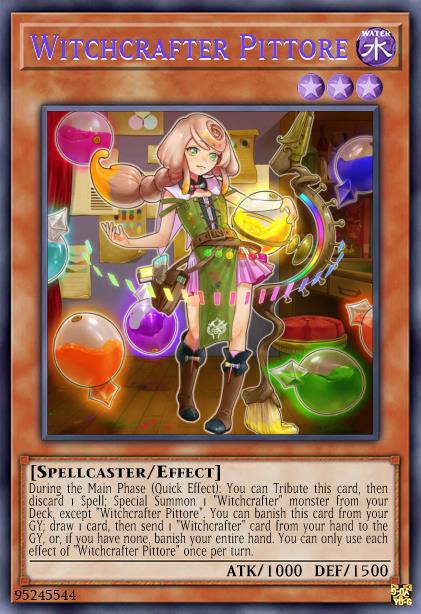 Witchcrafter Pittore
WATER
水
[Spellcaster/Effect]
During the Main Phase (Quick Effect): You can Tribute this card, then
discard 1 Spell; Special Summon 1 "Witchcrafter" monster from your
Deck, except "Witchcrafter Pittore". You can banish this card from your
GY; draw 1 card, then send 1 "Witchcrafter" card from your hand to the
GY, or, if you have none, banish your entire hand. You can only use each
effect of "Witchcrafter Pittore" once per turn.
ATK/1000 DEF/1500
95245544